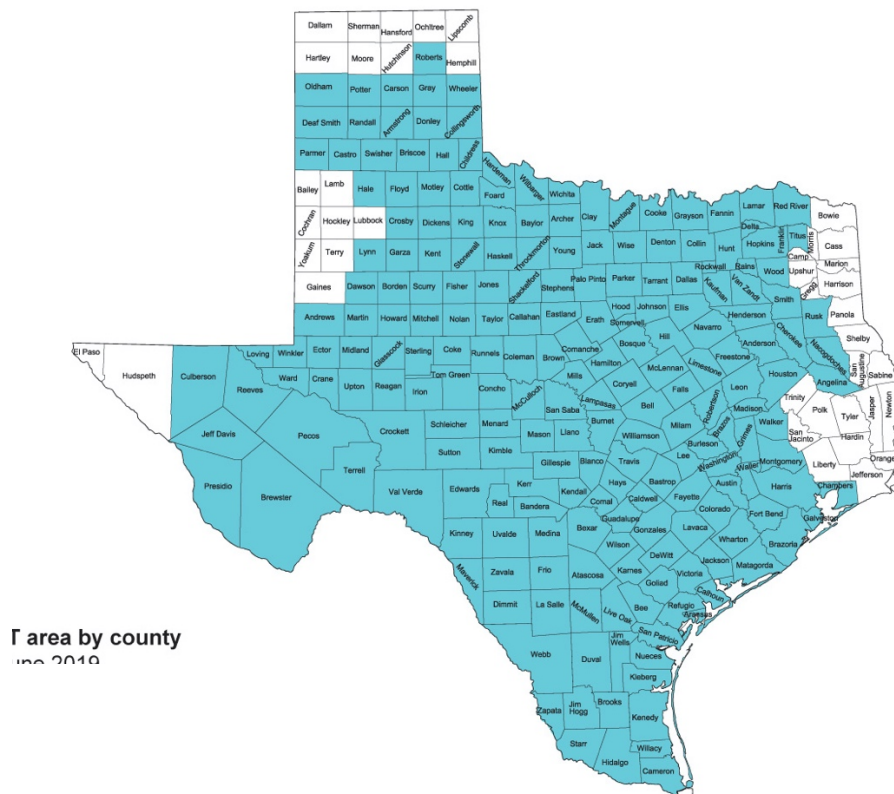 Dallam Sherman Hansford Ochiltree Lipscomb
Hartley Moore Hutchinson Roberts Hemphill
Oldham Potter Carson Gray Wheeler
Deaf Smith Randall Armstrong Donley Collingsworth
Parmer Castro Swisher Briscoe Hall Childress
Hardeman
Bailey Lamb Hale Floyd Motley Cottle Foard Wilbarger Wichita
Cochran Hockley Lubbock Crosby Dickens King Knox Baylor Archer Clay Montague Cooke Grayson Fannin Lamar Red River Bowie
Delta Franklin Titus Morris Cass
Yoakum Terry Lynn Garza Kent Stonewall Haskell Throckmorton Young Jack Wise Denton Collin Hunt Hopkins Camp Marion
Rockwall Rains Wood Upshur Harrison
Gaines Dawson Borden Scurry Fisher Jones Shackelford Stephens Palo Pinto Parker Tarrant Dallas Kaufman Van Zandt Smith Gregg
Andrews Martin Howard Mitchell Nolan Taylor Callahan Eastland Erath Hood Somervell Johnson Ellis Henderson Rusk Panola
Navarro Cherokee Shelby
El Paso Hudspeth Culberson Loving Winkler Ector Midland Glasscock Sterling Coke Runnels Coleman Brown Comanche Hamilton Bosque Hill Freestone Anderson Nacogdoches San Augustine Sabine
Reeves Ward Crane Upton Reagan Irion Tom Green Concho McCulloch Mills Coryell McLennan Limestone Falls Leon Houston Angelina
Trinity Polk Tyler Jasper Newton
San Saba Lampasas Bell Robertson Madison Walker San Jacinto Hardin
Jeff Davis Pecos Crockett Schleicher Menard Mason Llano Burnet Williamson Milam Brazos Grimes
Burleson Orange
Terrell Sutton Kimble Gillespie Blanco Travis Lee Washington Waller Montgomery Liberty Jefferson
Presidio Brewster Val Verde Edwards Kerr Kendall Hays Bastrop Austin Harris Chambers
Real Bandera Comal Caldwell Fayette Colorado Fort Bend Galveston
Kinney Uvalde Medina Bexar Guadalupe Gonzales Lavaca Wharton Brazoria
Wilson DeWitt Jackson Matagorda
Maverick Zavala Frio Atascosa Karnes Goliad Victoria
Dimmit La Salle McMullen Live Oak Bee Refugio Calhoun
Aransas
San Patricio
Webb Duval Jim Wells Nueces
Kleberg
Zapata Jim Hogg Brooks Kenedy
Starr Willacy
Hidalgo Cameron
T area by county
une 2019